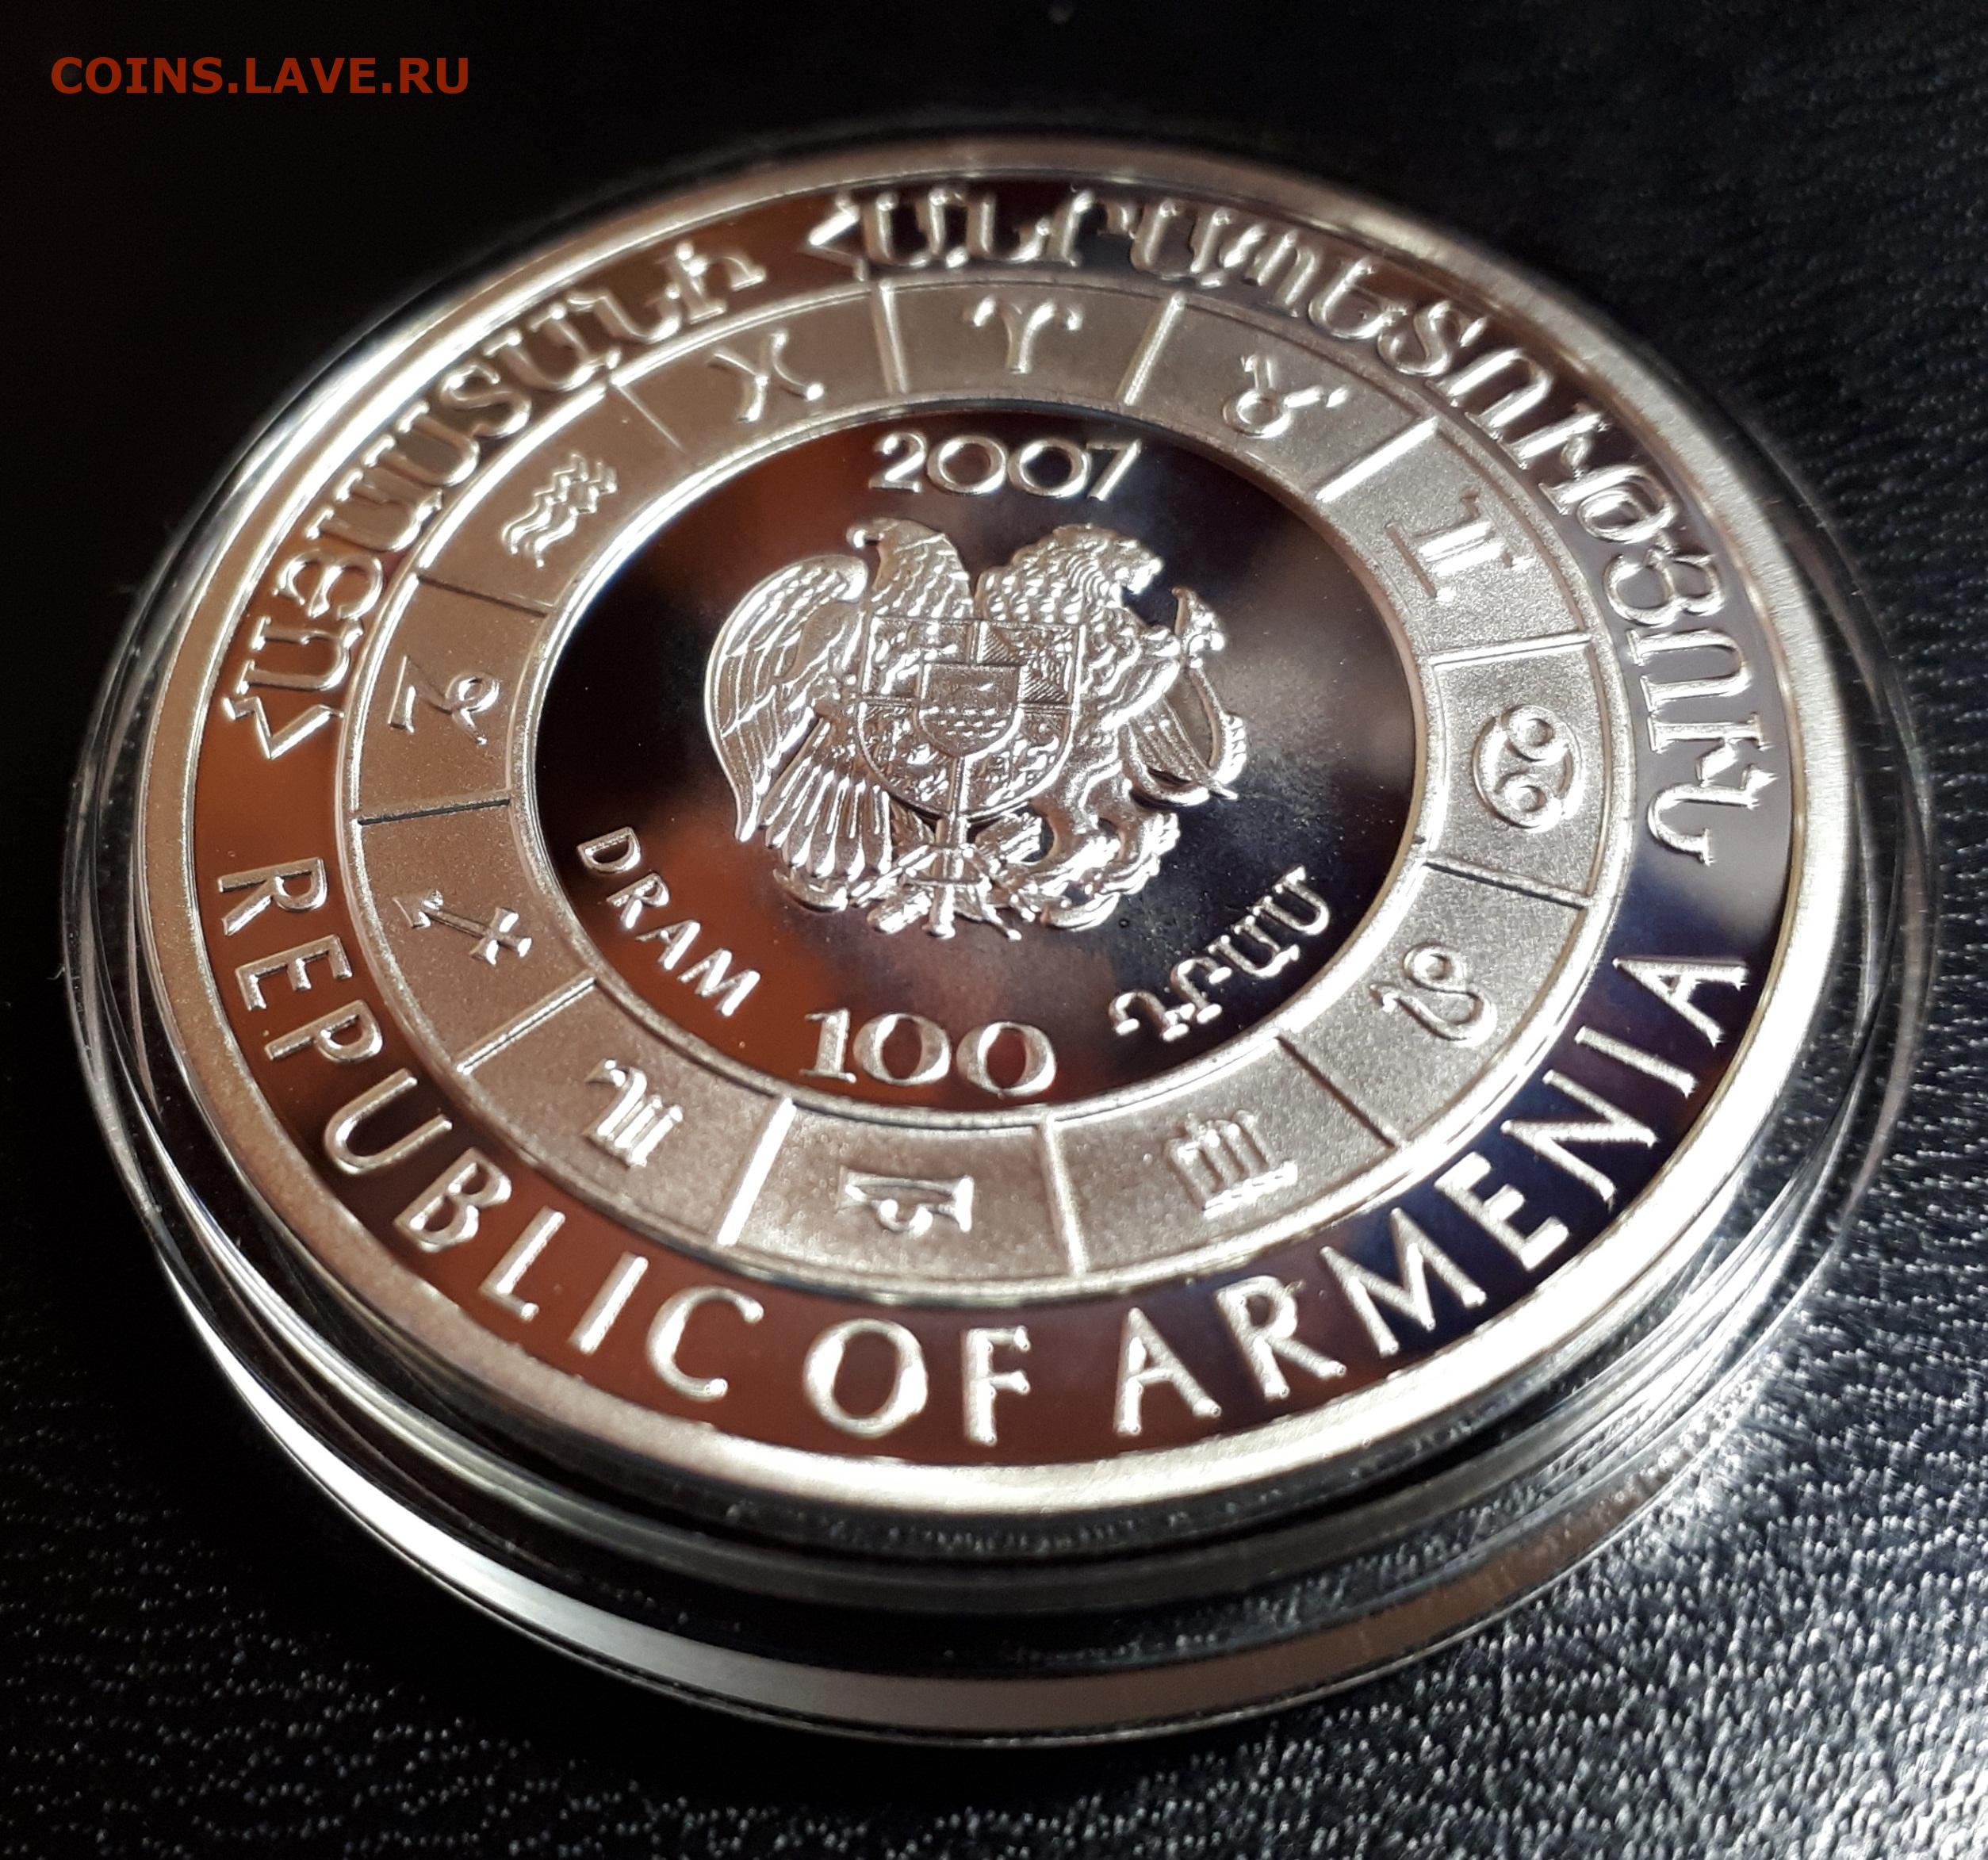 COINS.LAVE.RU
ՀԱՅԱՍՏԱՆԻ ՀԱՆՐԱՊԵՏՈՒԹՅՈՒՆ
2007
DRAM 100 ԴՐԱՄ
REPUBLIC OF ARMENIA